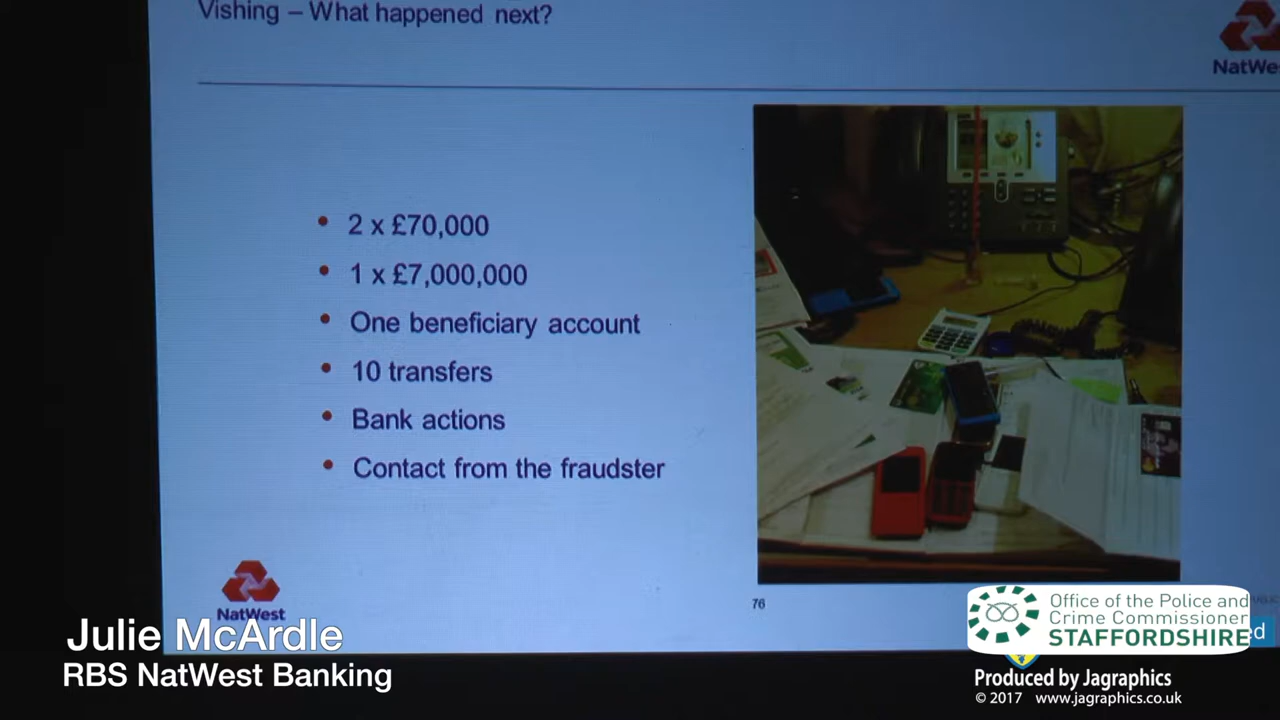 Vishing – What happened next?
NatWe
• 2 x £70,000
• 1 x £7,000,000
• One beneficiary account
• 10 transfers
• Bank actions
• Contact from the fraudster
NatWest
76
Julie McArdle
RBS NatWest Banking
Office of the Police and
Crime Commissioner
STAFFORDSHIRE
ed
Produced by Jagraphics
© 2017 www.jagraphics.co.uk